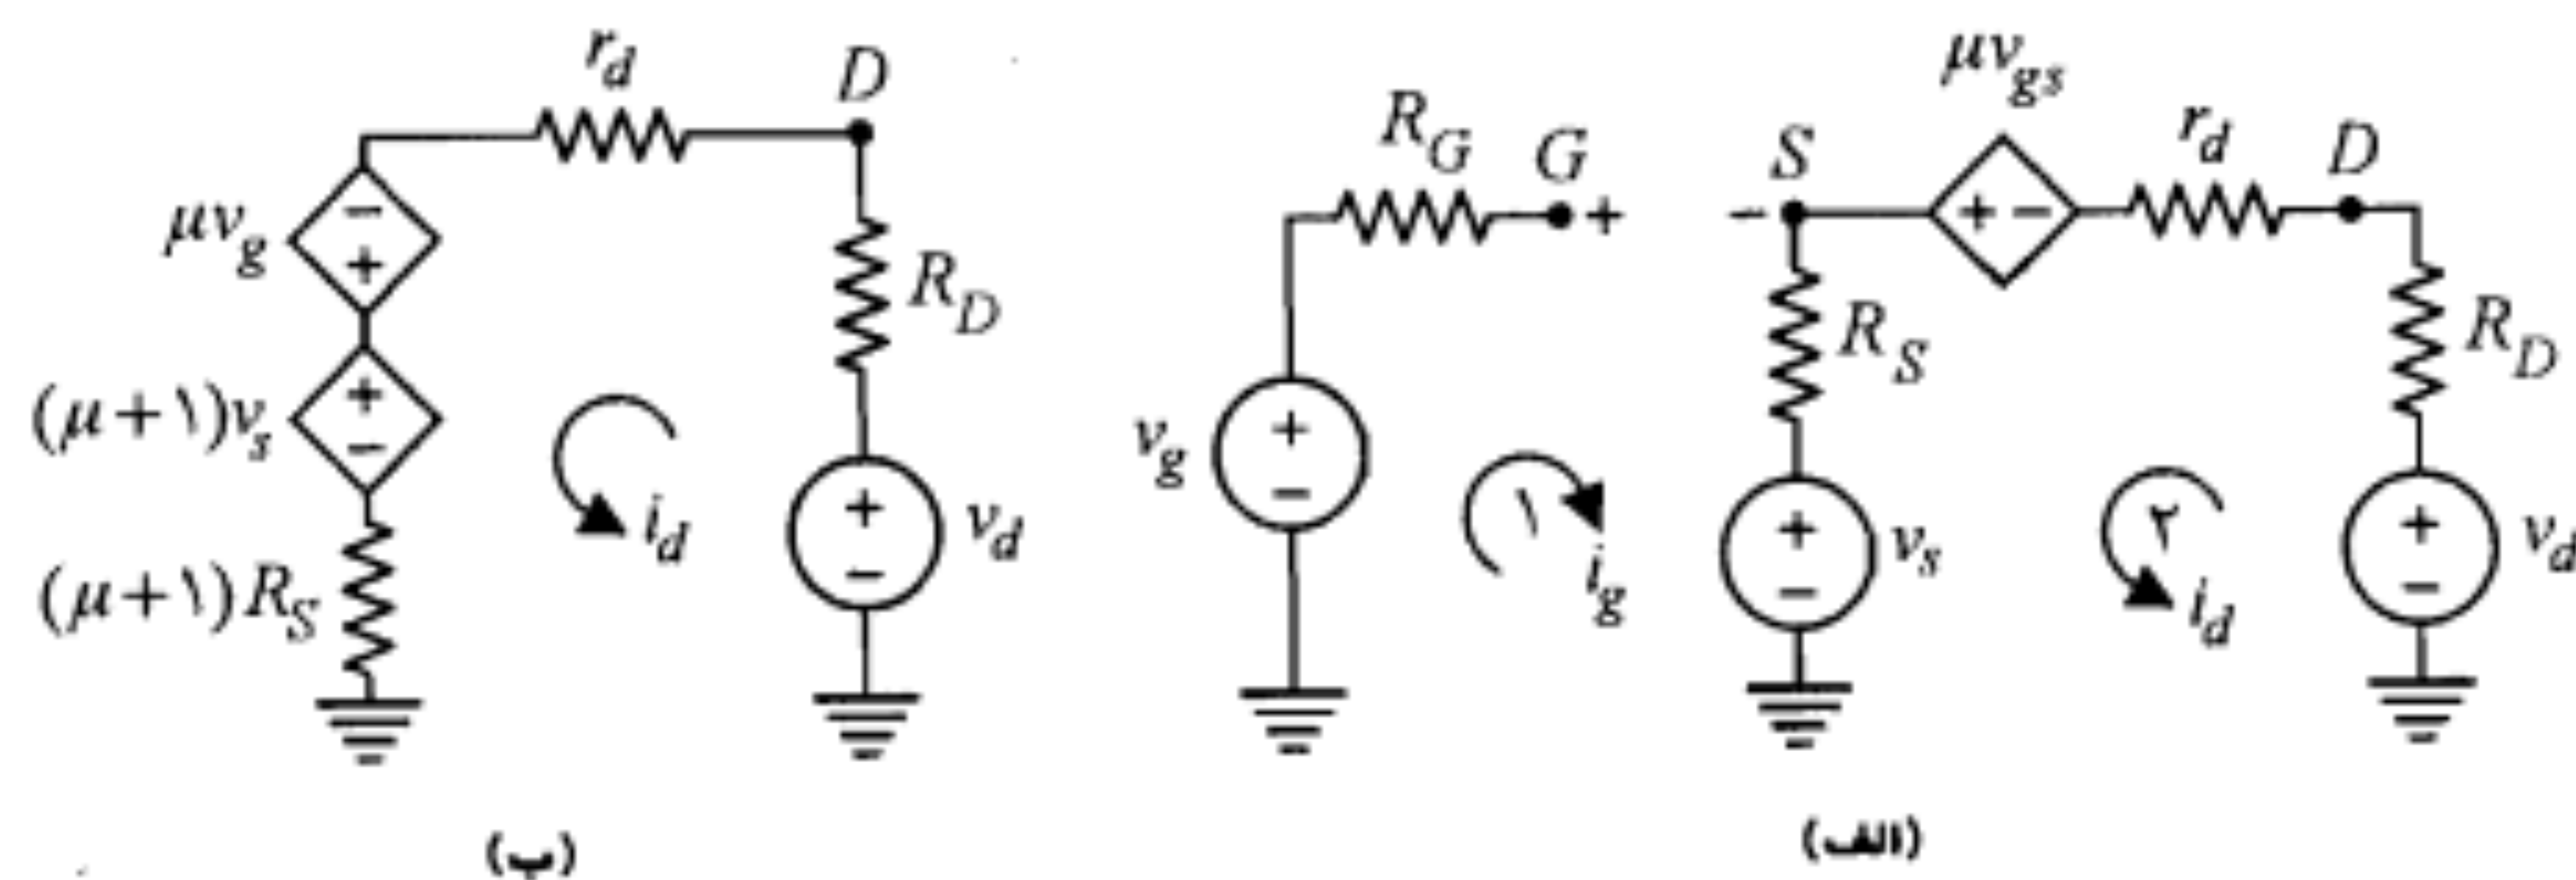 r_d
D
μv_g
R_D
(μ+۱)v_s
i_d
v_d
(μ+۱)R_S
(ب)
μv_gs
R_G
G
S
r_d
D
+
-
+ -
R_S
R_D
v_g
۱
i_g
v_s
۲
i_d
v_d
(الف)